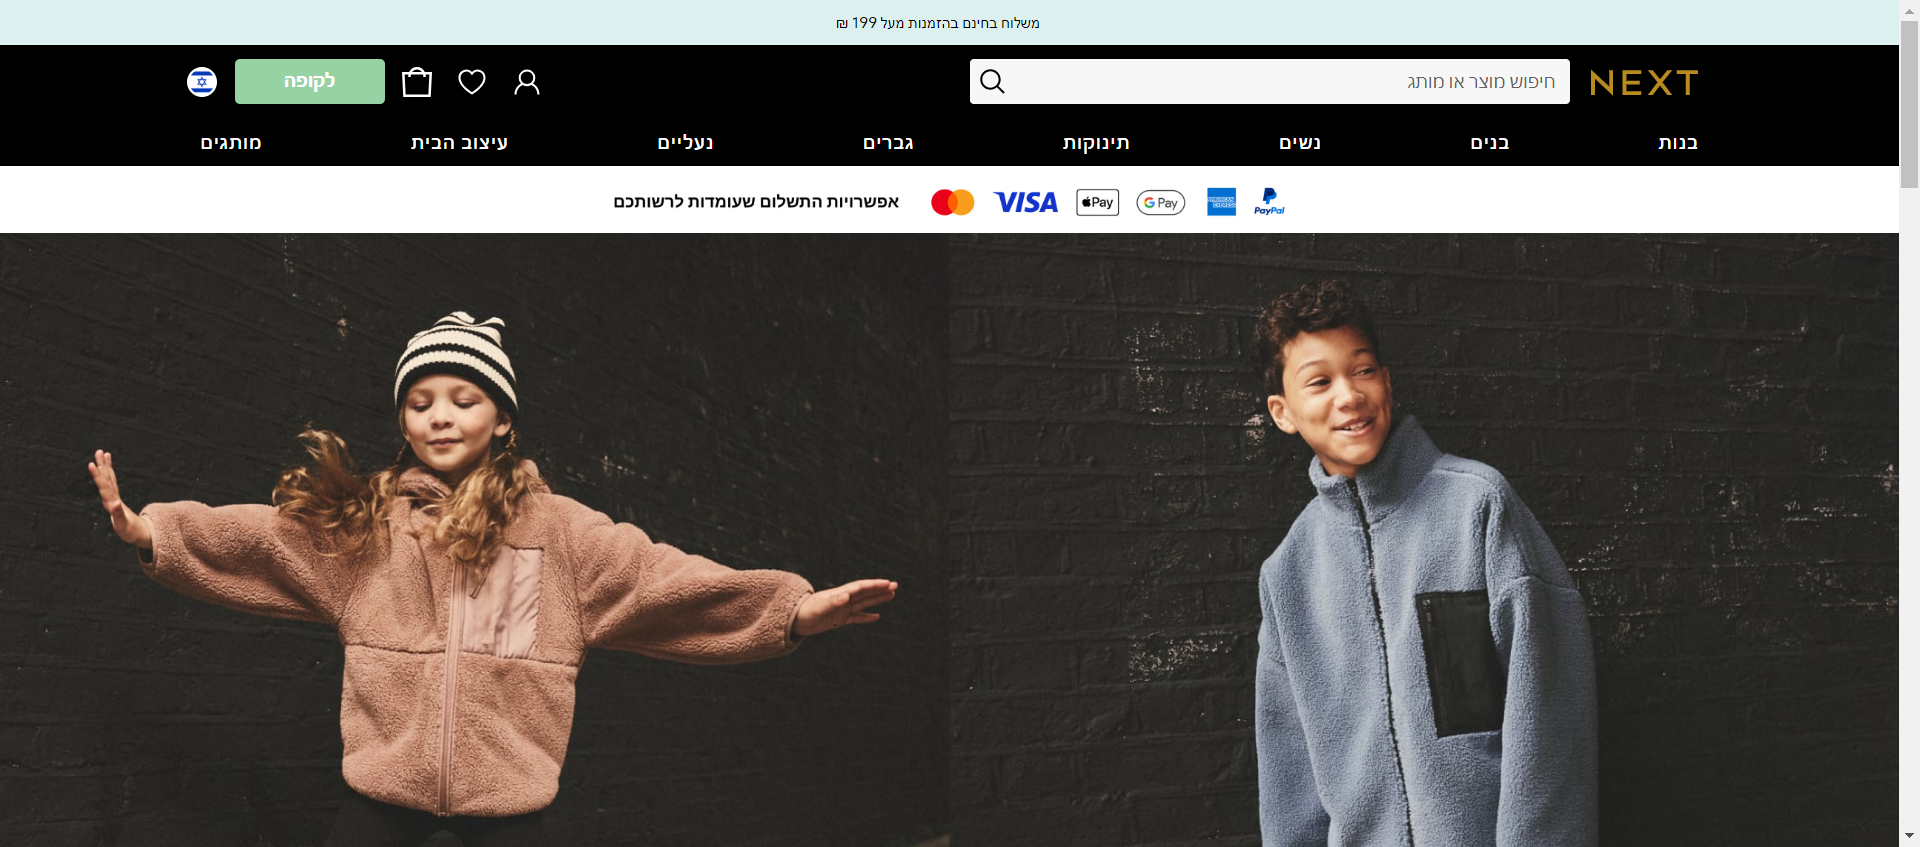 משלוח בחינם בהזמנות מעל 199 ₪
NEXT
חיפוש מוצר או מותג
לקופה
בנות
בנים
נשים
תינוקות
גברים
נעליים
עיצוב הבית
מותגים
אפשרויות התשלום שעומדות לרשותכם
VISA
Pay
G Pay
AMERICAN EXPRESS
PayPal